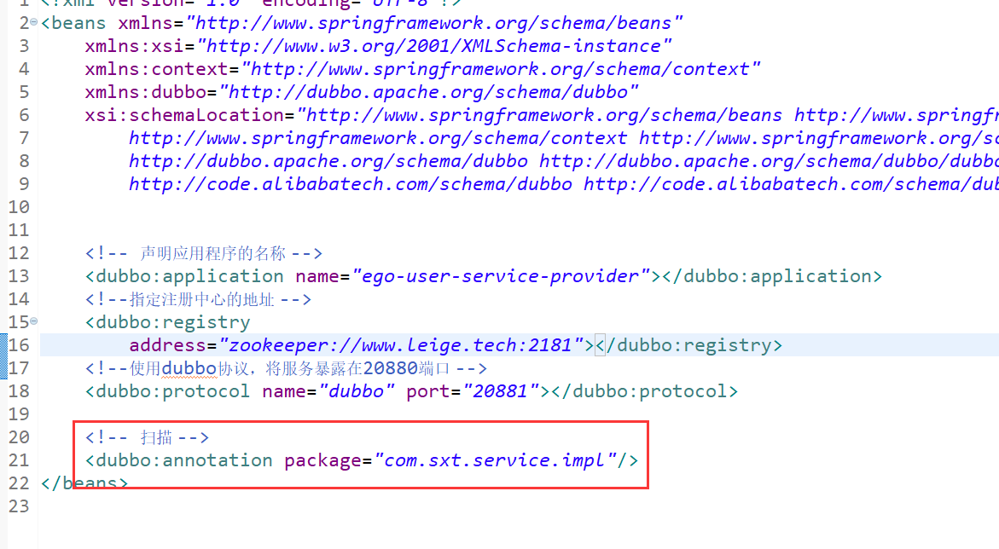 1 <?xml version="1.0" encoding="UTF-8"?>
2 <beans xmlns="http://www.springframework.org/schema/beans"
3 xmlns:xsi="http://www.w3.org/2001/XMLSchema-instance"
4 xmlns:context="http://www.springframework.org/schema/context"
5 xmlns:dubbo="http://dubbo.apache.org/schema/dubbo"
6 xsi:schemaLocation="http://www.springframework.org/schema/beans http://www.springfr
7 http://www.springframework.org/schema/context http://www.springframework.org/sc
8 http://dubbo.apache.org/schema/dubbo http://dubbo.apache.org/schema/dubbo/dubbo
9 http://code.alibabatech.com/schema/dubbo http://code.alibabatech.com/schema/dub
10
11
12 <!-- 声明应用程序的名称 -->
13 <dubbo:application name="ego-user-service-provider"></dubbo:application>
14 <!--指定注册中心的地址 -->
15 <dubbo:registry
16 address="zookeeper://www.leige.tech:2181"></dubbo:registry>
17 <!--使用dubbo协议，将服务暴露在20880端口 -->
18 <dubbo:protocol name="dubbo" port="20881"></dubbo:protocol>
19
20 <!-- 扫描 -->
21 <dubbo:annotation package="com.sxt.service.impl"/>
22 </beans>
23